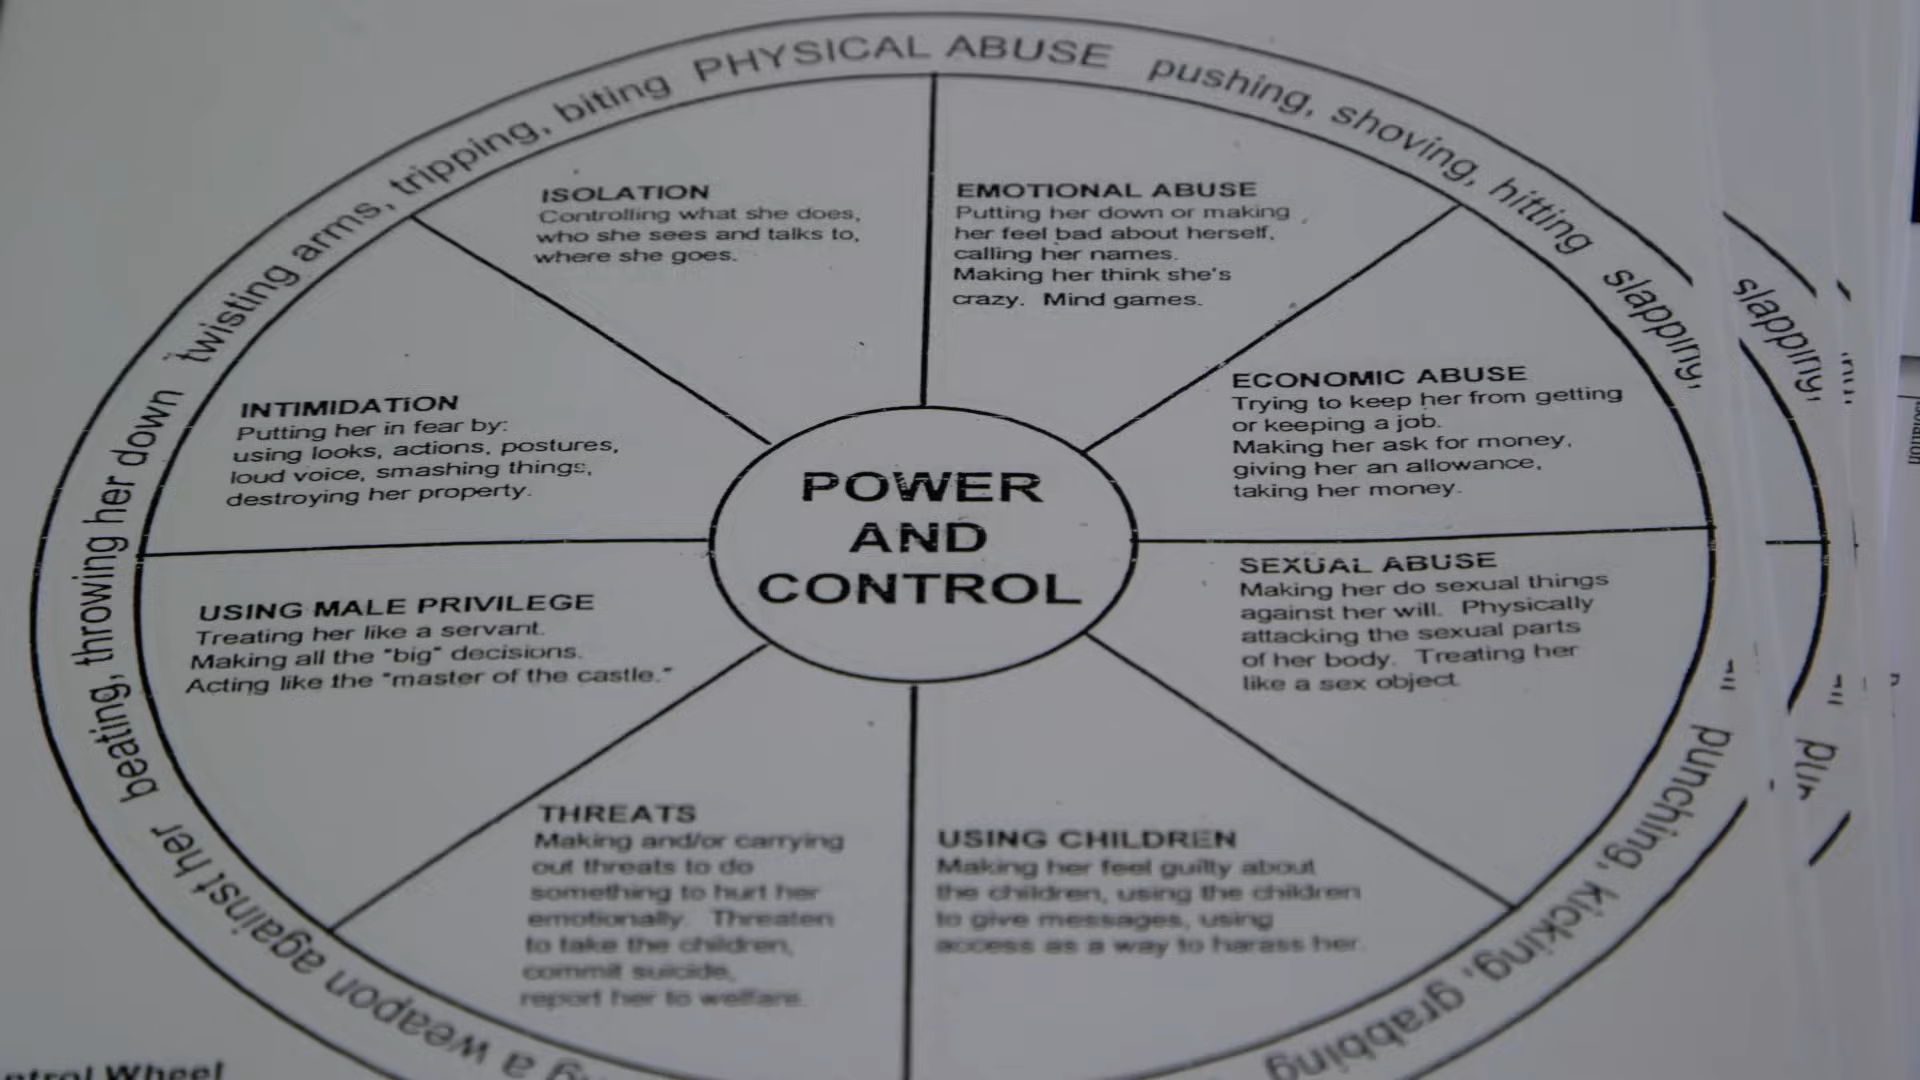 PHYSICAL ABUSE pushing, shoving, hitting slapping,
punching, kicking, grabbing
a weapon against her
beating, throwing her down twisting arms, tripping, biting
ISOLATION
Controlling what she does,
who she sees and talks to,
where she goes.
EMOTIONAL ABUSE
Putting her down or making
her feel bad about herself,
calling her names.
Making her think she's
crazy. Mind games.
ECONOMIC ABUSE
Trying to keep her from getting
or keeping a job.
Making her ask for money,
giving her an allowance,
taking her money.
SEXUAL ABUSE
Making her do sexual things
against her will. Physically
attacking the sexual parts
of her body. Treating her
like a sex object
USING CHILDREN
Making her feel guilty about
the children, using the children
to give messages, using
access as a way to harass her.
THREATS
Making and/or carrying
out threats to do
something to hurt her
emotionally. Threaten
to take the children,
commit suicide,
report her to welfare.
USING MALE PRIVILEGE
Treating her like a servant.
Making all the "big" decisions.
Acting like the "master of the castle."
INTIMIDATION
Putting her in fear by:
using looks, actions, postures,
loud voice, smashing things,
destroying her property.
POWER
AND
CONTROL
slapping,
Wheel